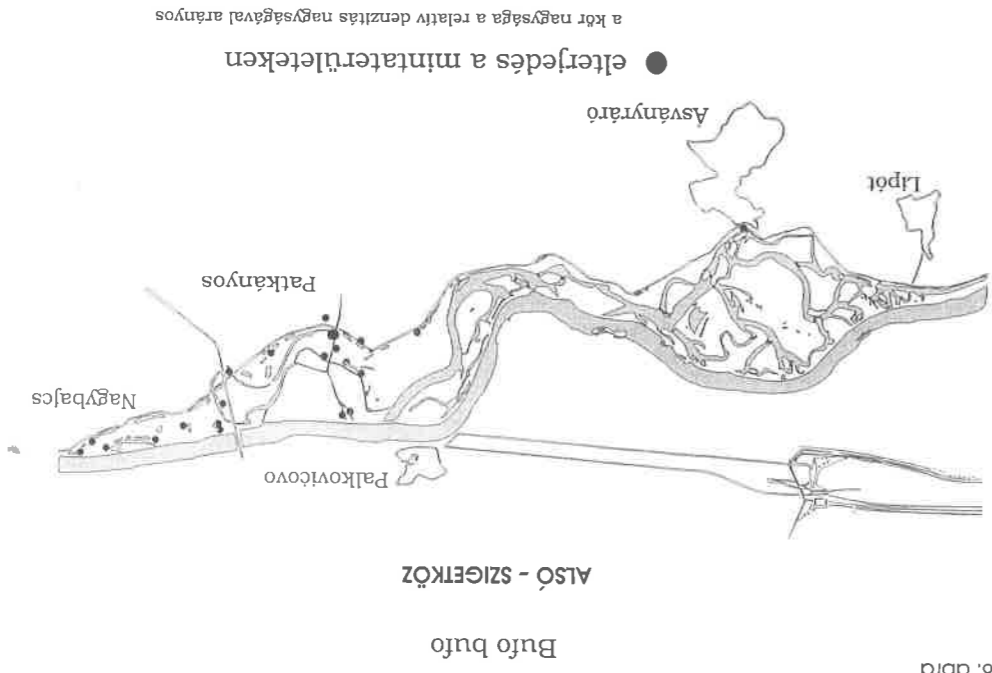 6. ábra
Bufo bufo
ALSÓ - SZIGETKÖZ
Palkovičovo
Nagybajcs
Patkányos
Lipót
Ásványráró
elterjedés a mintaterületeken
a kör nagysága a relatív denzitás nagyságával arányos